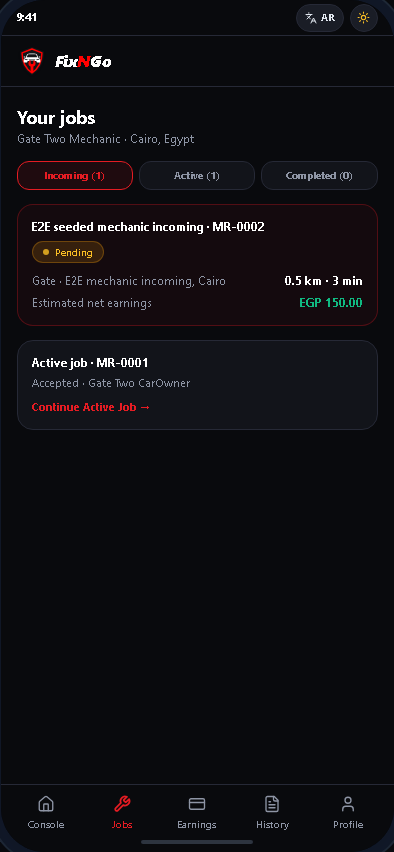 9:41
AR
FixNGo
Your jobs
Gate Two Mechanic · Cairo, Egypt
Incoming (1)
Active (1)
Completed (0)
E2E seeded mechanic incoming · MR-0002
Pending
Gate · E2E mechanic incoming, Cairo
0.5 km · 3 min
Estimated net earnings
EGP 150.00
Active job · MR-0001
Accepted · Gate Two CarOwner
Continue Active Job →
Console
Jobs
Earnings
History
Profile